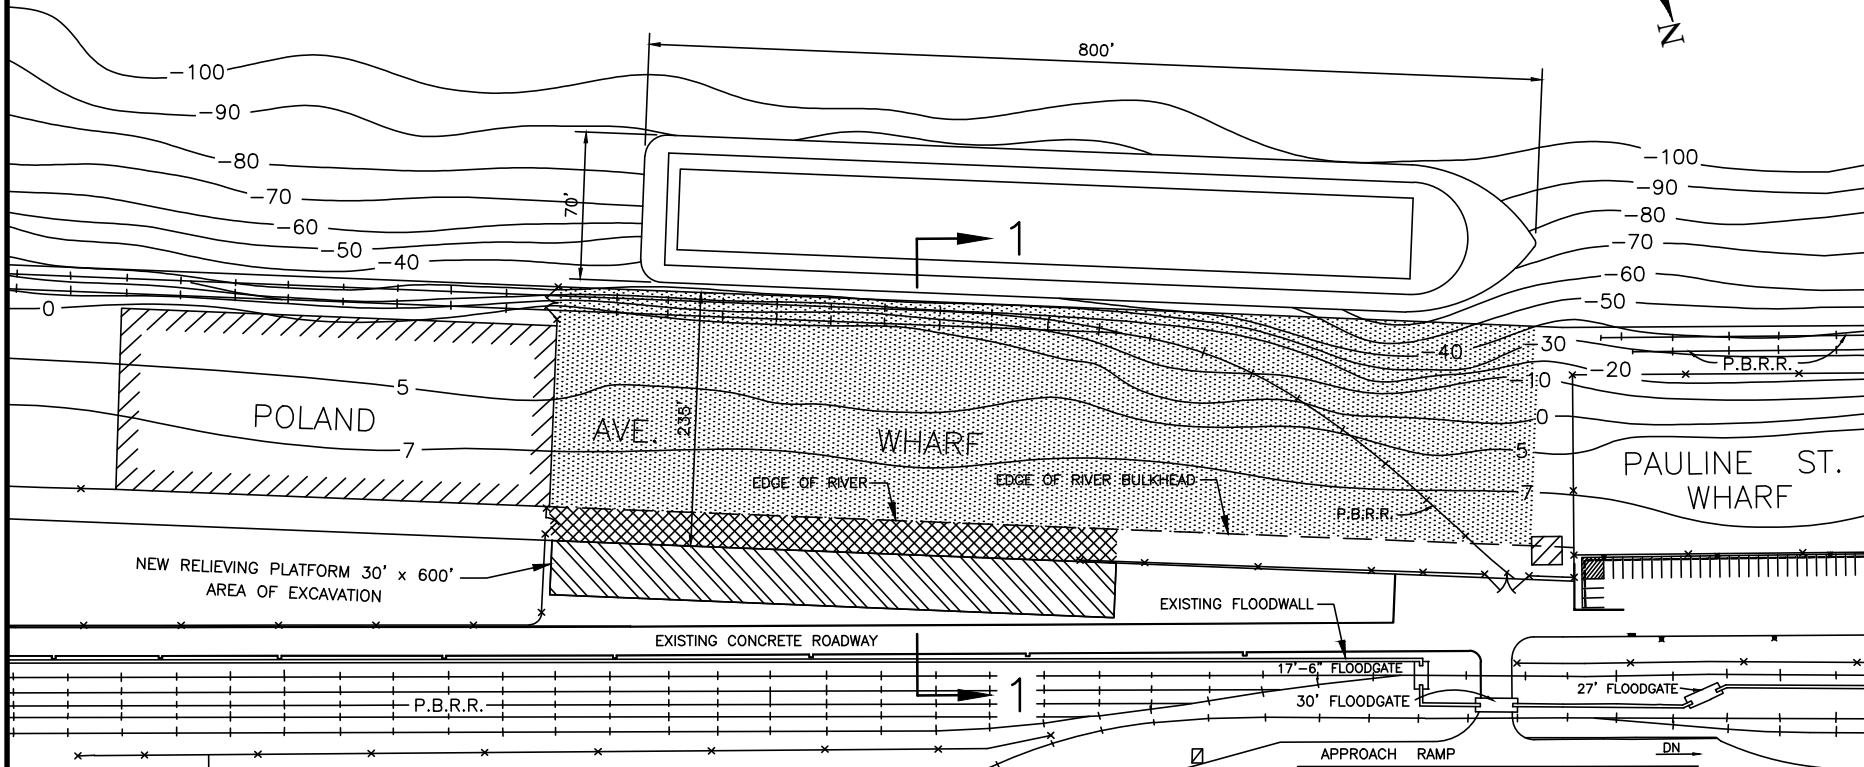 N
800'
-100
-90
-80
-70
-60
-50
-40
0
70'
1
-100
-90
-80
-70
-60
-50
-40
-30
-20
-10
0
5
7
P.B.R.R.
5
7
POLAND AVE. WHARF
235'
PAULINE ST.
WHARF
EDGE OF RIVER
EDGE OF RIVER BULKHEAD
P.B.R.R.
NEW RELIEVING PLATFORM 30' x 600'
AREA OF EXCAVATION
EXISTING FLOODWALL
EXISTING CONCRETE ROADWAY
17'-6" FLOODGATE
1
30' FLOODGATE
27' FLOODGATE
P.B.R.R.
APPROACH RAMP
DN